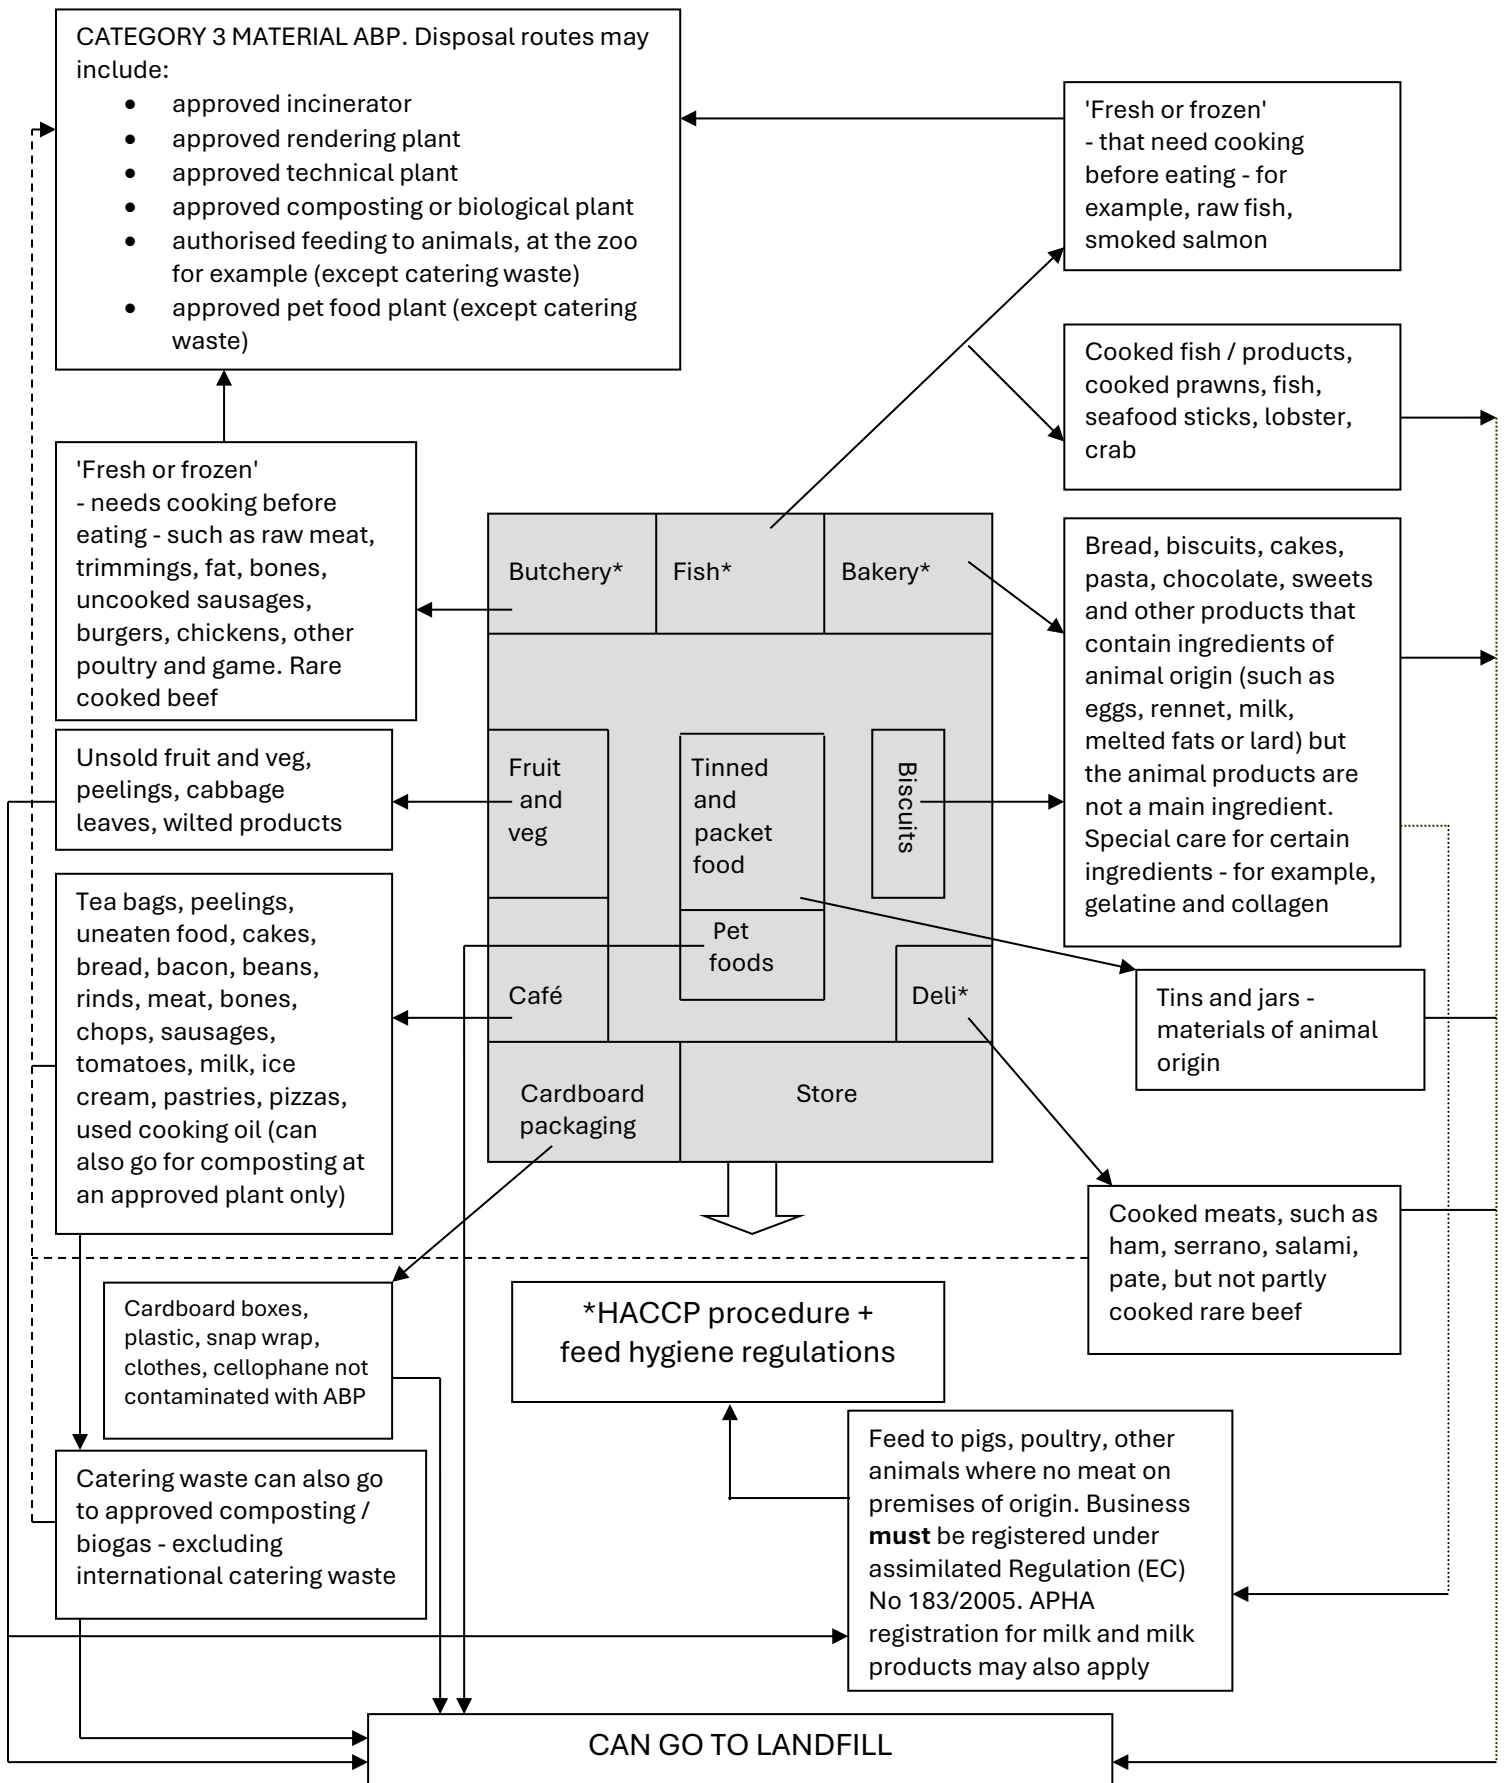 CATEGORY 3 MATERIAL ABP. Disposal routes may
include:
• approved incinerator
• approved rendering plant
• approved technical plant
• approved composting or biological plant
• authorised feeding to animals, at the zoo
for example (except catering waste)
• approved pet food plant (except catering
waste)
'Fresh or frozen'
- that need cooking
before eating - for
example, raw fish,
smoked salmon
Cooked fish / products,
cooked prawns, fish,
seafood sticks, lobster,
crab
'Fresh or frozen'
- needs cooking before
eating - such as raw meat,
trimmings, fat, bones,
uncooked sausages,
burgers, chickens, other
poultry and game. Rare
cooked beef
Butchery*
Fish*
Bakery*
Bread, biscuits, cakes,
pasta, chocolate, sweets
and other products that
contain ingredients of
animal origin (such as
eggs, rennet, milk,
melted fats or lard) but
the animal products are
not a main ingredient.
Special care for certain
ingredients - for example,
gelatine and collagen
Unsold fruit and veg,
peelings, cabbage
leaves, wilted products
Fruit
and
veg
Tinned
and
packet
food
Biscuits
Tea bags, peelings,
uneaten food, cakes,
bread, bacon, beans,
rinds, meat, bones,
chops, sausages,
tomatoes, milk, ice
cream, pastries, pizzas,
used cooking oil (can
also go for composting at
an approved plant only)
Pet
foods
Café
Deli*
Tins and jars -
materials of animal
origin
Cardboard
packaging
Store
Cooked meats, such as
ham, serrano, salami,
pate, but not partly
cooked rare beef
Cardboard boxes,
plastic, snap wrap,
clothes, cellophane not
contaminated with ABP
*HACCP procedure +
feed hygiene regulations
Catering waste can also go
to approved composting /
biogas - excluding
international catering waste
Feed to pigs, poultry, other
animals where no meat on
premises of origin. Business
must be registered under
assimilated Regulation (EC)
No 183/2005. APHA
registration for milk and milk
products may also apply
CAN GO TO LANDFILL